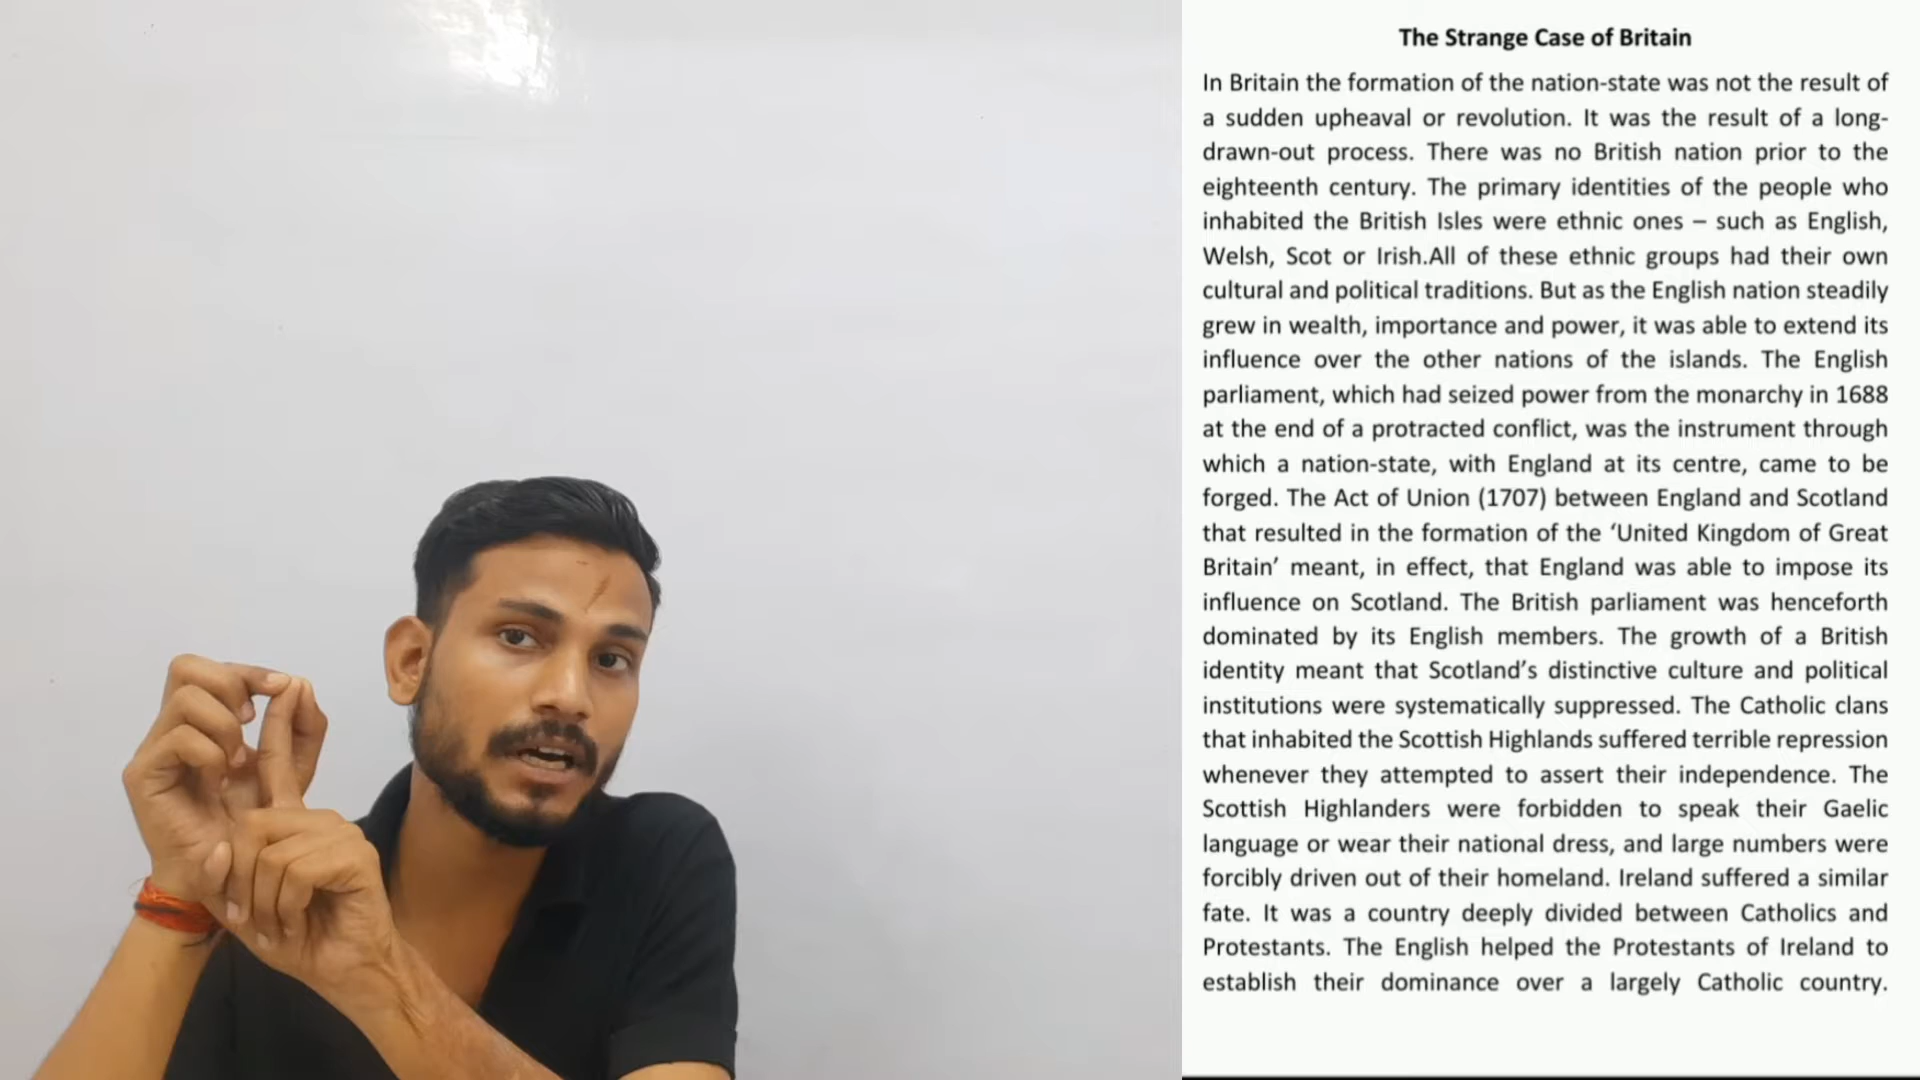 The Strange Case of Britain
In Britain the formation of the nation-state was not the result of
a sudden upheaval or revolution. It was the result of a long-
drawn-out process. There was no British nation prior to the
eighteenth century. The primary identities of the people who
inhabited the British Isles were ethnic ones – such as English,
Welsh, Scot or Irish.All of these ethnic groups had their own
cultural and political traditions. But as the English nation steadily
grew in wealth, importance and power, it was able to extend its
influence over the other nations of the islands. The English
parliament, which had seized power from the monarchy in 1688
at the end of a protracted conflict, was the instrument through
which a nation-state, with England at its centre, came to be
forged. The Act of Union (1707) between England and Scotland
that resulted in the formation of the ‘United Kingdom of Great
Britain’ meant, in effect, that England was able to impose its
influence on Scotland. The British parliament was henceforth
dominated by its English members. The growth of a British
identity meant that Scotland’s distinctive culture and political
institutions were systematically suppressed. The Catholic clans
that inhabited the Scottish Highlands suffered terrible repression
whenever they attempted to assert their independence. The
Scottish Highlanders were forbidden to speak their Gaelic
language or wear their national dress, and large numbers were
forcibly driven out of their homeland. Ireland suffered a similar
fate. It was a country deeply divided between Catholics and
Protestants. The English helped the Protestants of Ireland to
establish their dominance over a largely Catholic country.